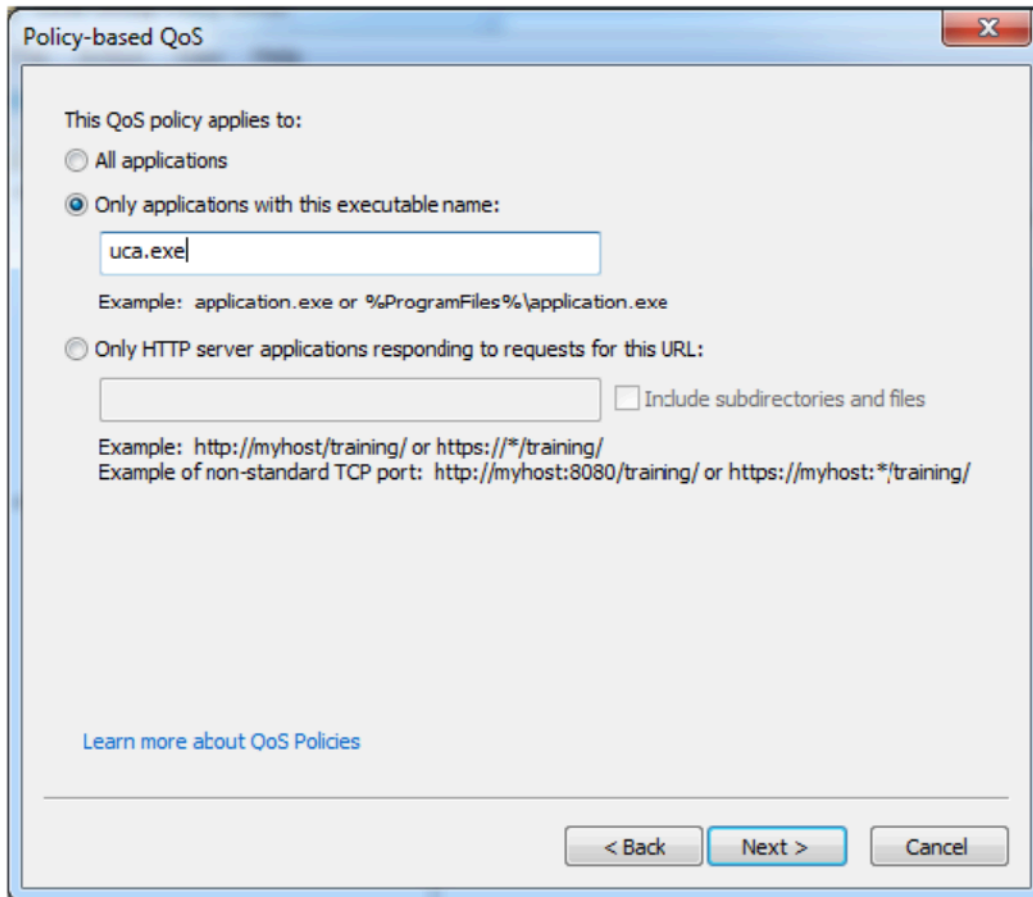 Policy-based QoS
X
This QoS policy applies to:
All applications
Only applications with this executable name:
uca.exe
Example: application.exe or %ProgramFiles%\application.exe
Only HTTP server applications responding to requests for this URL:
Include subdirectories and files
Example: http://myhost/training/ or https://*/training/
Example of non-standard TCP port: http://myhost:8080/training/ or https://myhost:*/training/
Learn more about QoS Policies
< Back Next > Cancel